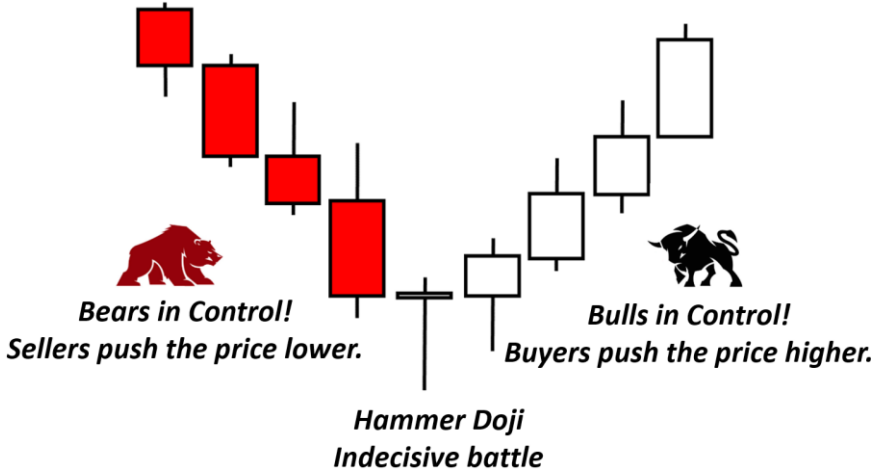 Bears in Control!
Sellers push the price lower.
Bulls in Control!
Buyers push the price higher.
Hammer Doji
Indecisive battle